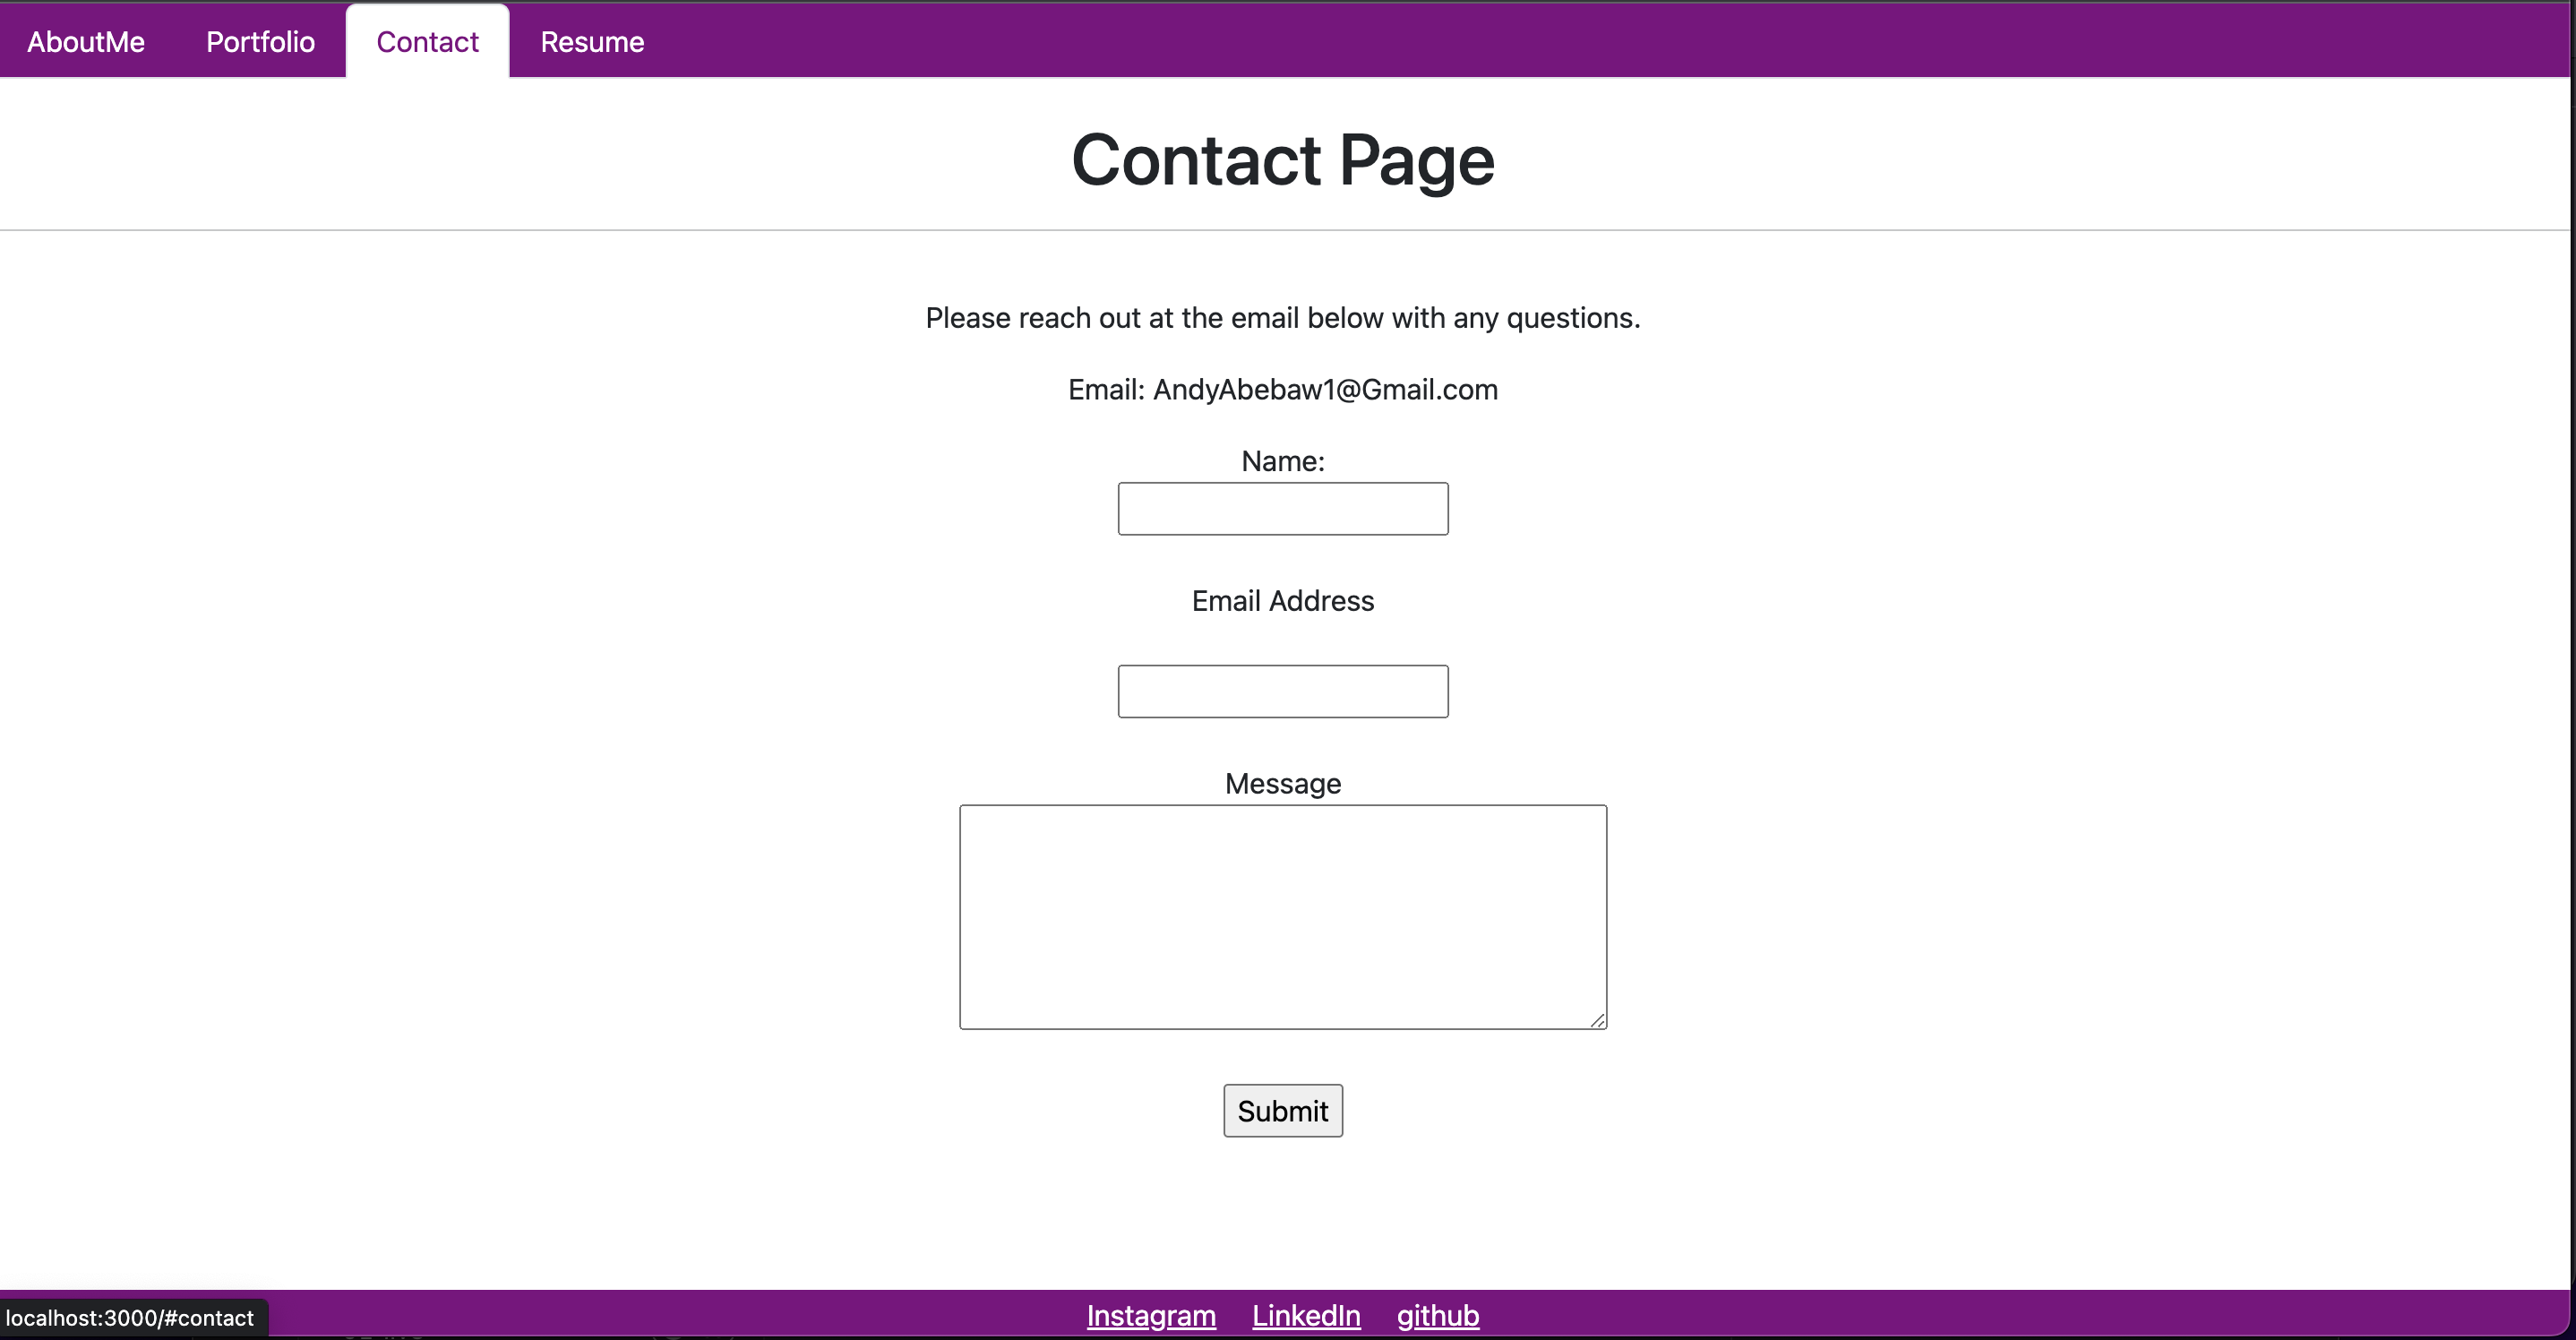 AboutMe Portfolio Contact Resume
Contact Page
Please reach out at the email below with any questions.
Email: AndyAbebaw1@Gmail.com
Name:
Email Address
Message
Submit
Instagram LinkedIn github
localhost:3000/#contact